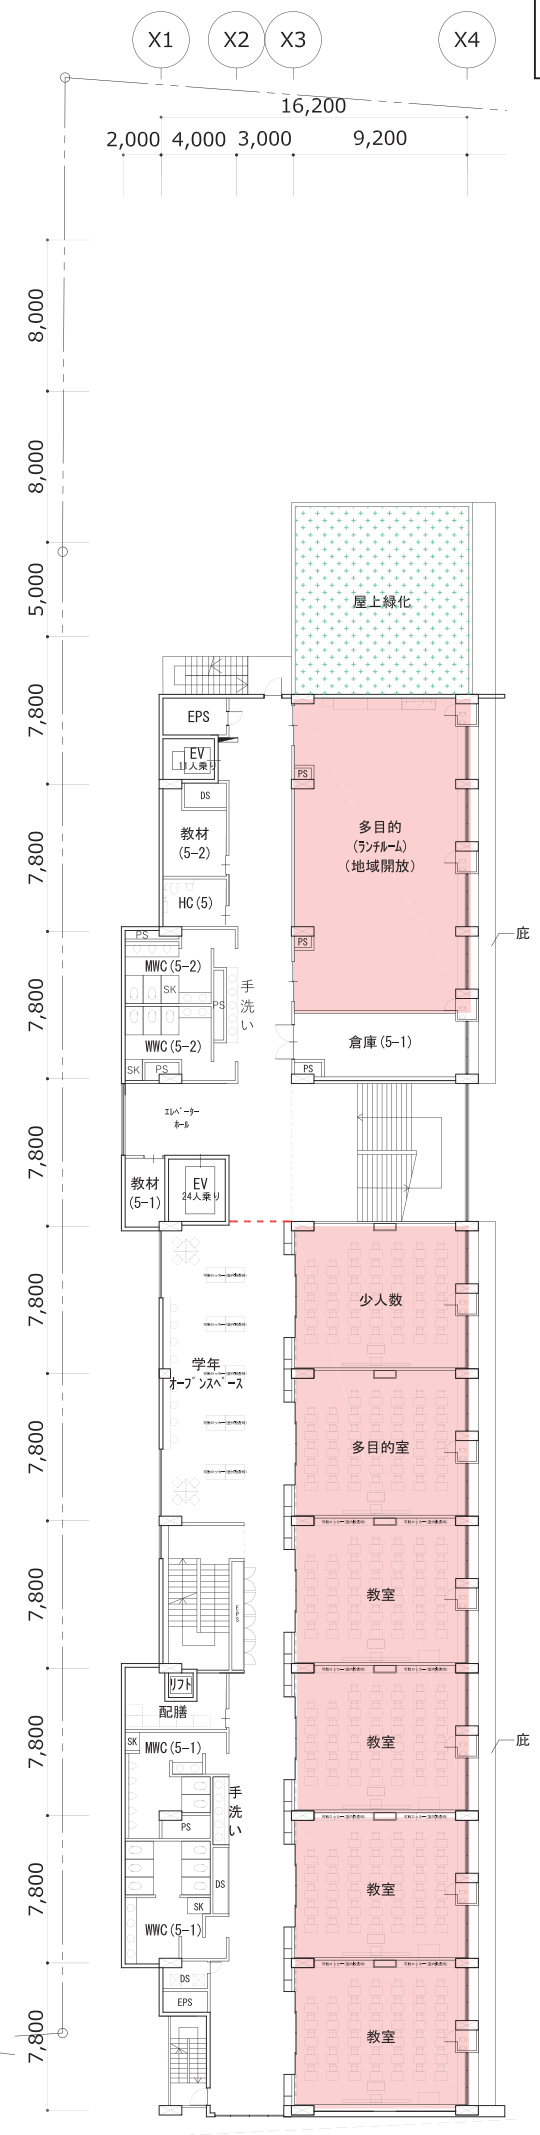 X1
X2
X3
X4
16,200
2,000
4,000
3,000
9,200
8,000
8,000
5,000
屋上緑化
7,800
EPS
EV
11人乗り
PS
DS
教材
(5-2)
多目的
(ランチルーム)
(地域開放)
7,800
HC(5)
庇
PS
PS
MWC(5-2)
SK
PS
手洗い
7,800
WWC(5-2)
倉庫(5-1)
SK
PS
PS
エレベーター
ホール
7,800
教材
(5-1)
EV
24人乗り
少人数
7,800
学年
オープンスペース
多目的室
7,800
教室
EPS
7,800
リフト
配膳
教室
庇
SK
MWC(5-1)
7,800
手洗い
PS
教室
DS
SK
WWC(5-1)
7,800
DS
EPS
教室
7,800